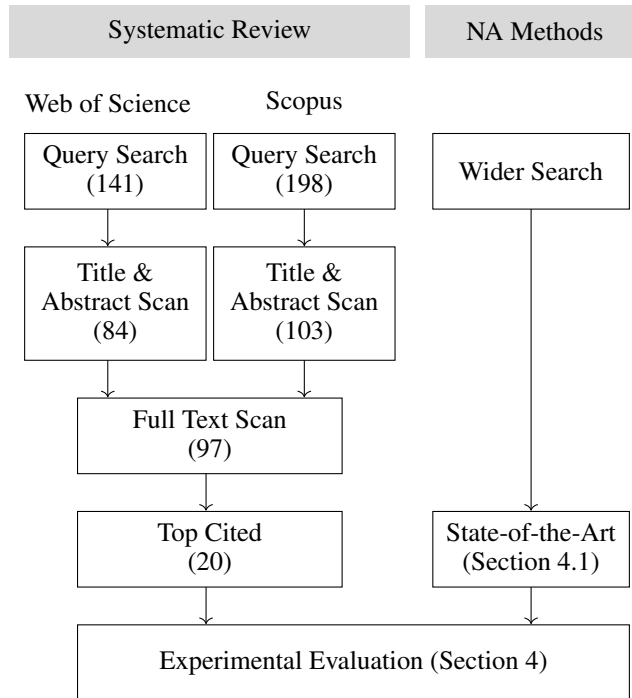 Systematic Review
NA Methods
Web of Science
Scopus
Query Search
(141)
Query Search
(198)
Wider Search
Title &
Abstract Scan
(84)
Title &
Abstract Scan
(103)
Full Text Scan
(97)
Top Cited
(20)
State-of-the-Art
(Section 4.1)
Experimental Evaluation (Section 4)